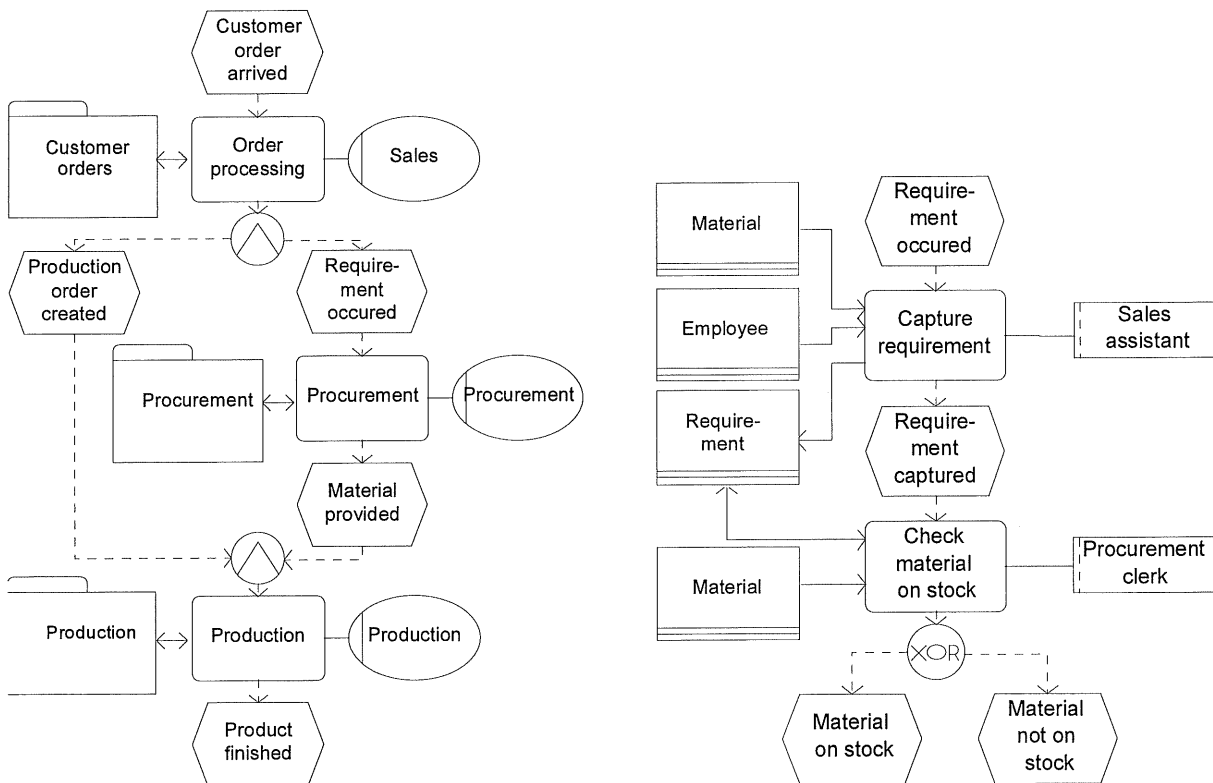 Customer
order
arrived
Customer
orders
Order
processing
Sales
Production
order
created
Require-
ment
occured
Procurement
Procurement
Procurement
Material
provided
Production
Production
Production
Product
finished
Material
Require-
ment
occured
Employee
Capture
requirement
Sales
assistant
Require-
ment
Require-
ment
captured
Material
Check
material
on stock
Procurement
clerk
XOR
Material
on stock
Material
not on
stock